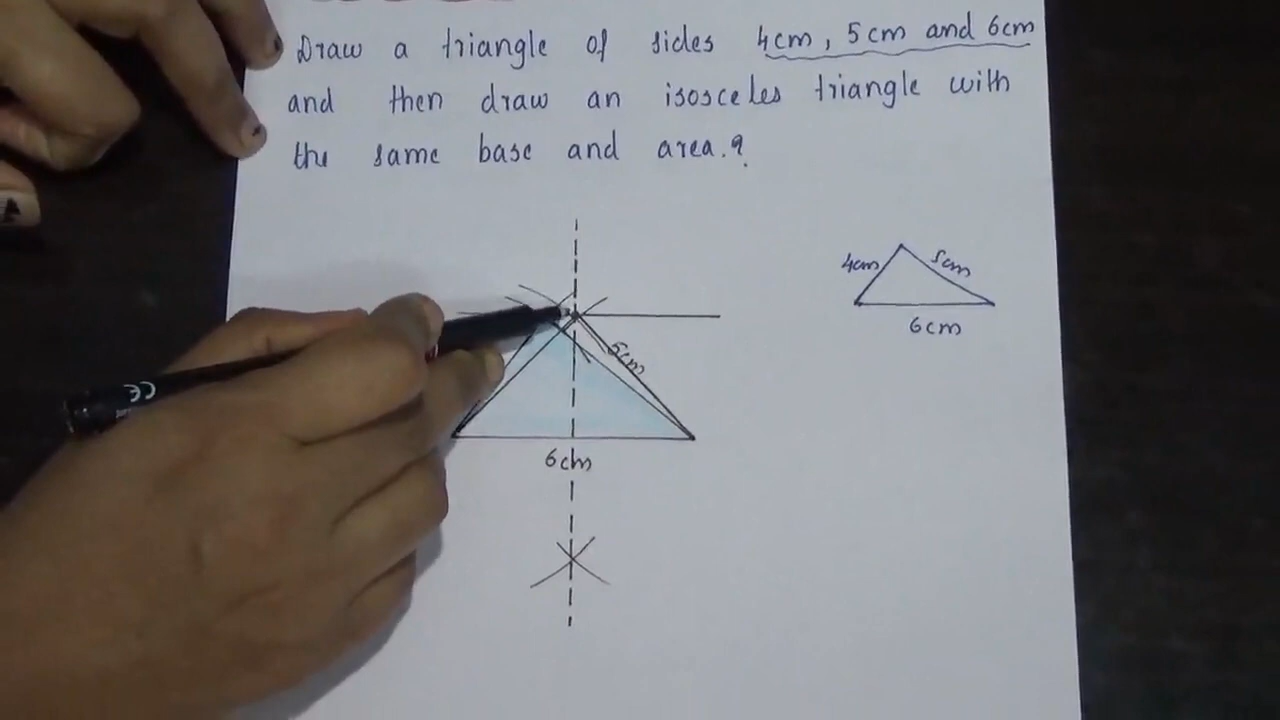 Draw a triangle of sides 4cm, 5cm and 6cm
and then draw an isosceles triangle with
the same base and area.?
4cm 5cm
6cm
5cm
6cm
CE